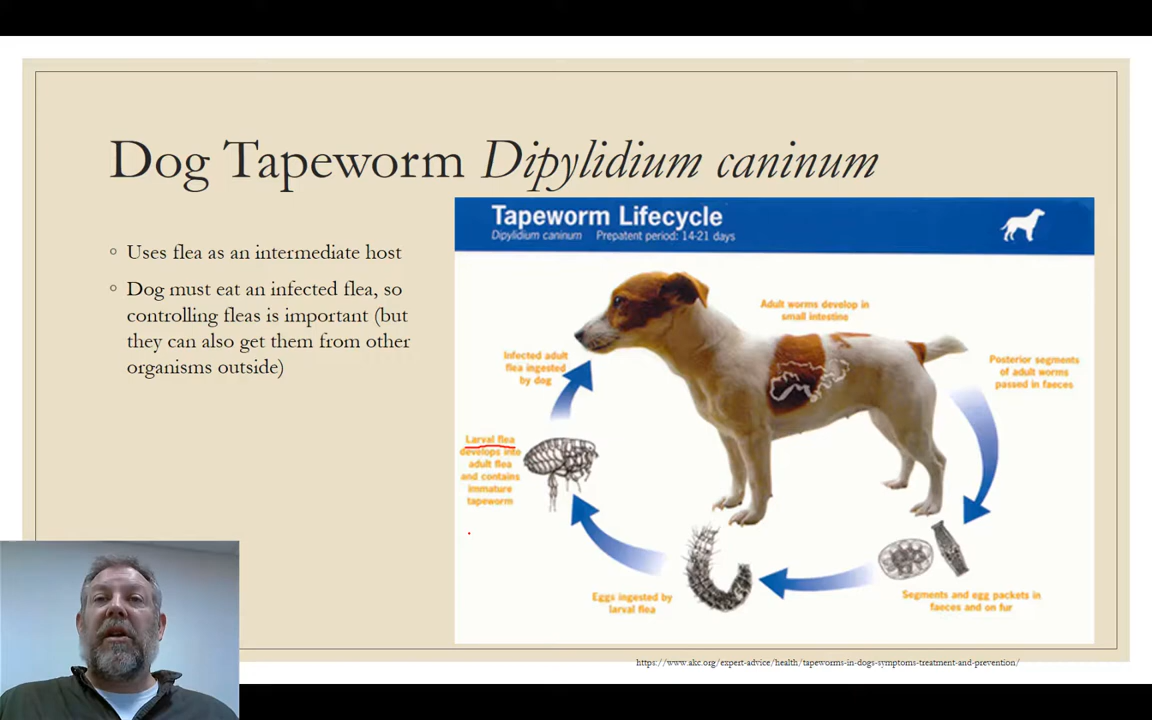 Dog Tapeworm Dipylidium caninum
◦ Uses flea as an intermediate host
◦ Dog must eat an infected flea, so
controlling fleas is important (but
they can also get them from other
organisms outside)
Tapeworm Lifecycle
Dipylidium caninum Prepatent period: 14-21 days
Adult worms develop in
small intestine
Posterior segments
of adult worms
passed in faeces
Segments and egg packets in
faeces and on fur
Eggs ingested by
larval flea
Larval flea
develops into
adult flea
and contains
immature
tapeworm
Infected adult
flea ingested
by dog
https://www.akc.org/expert-advice/health/tapeworms-in-dogs-symptoms-treatment-and-prevention/